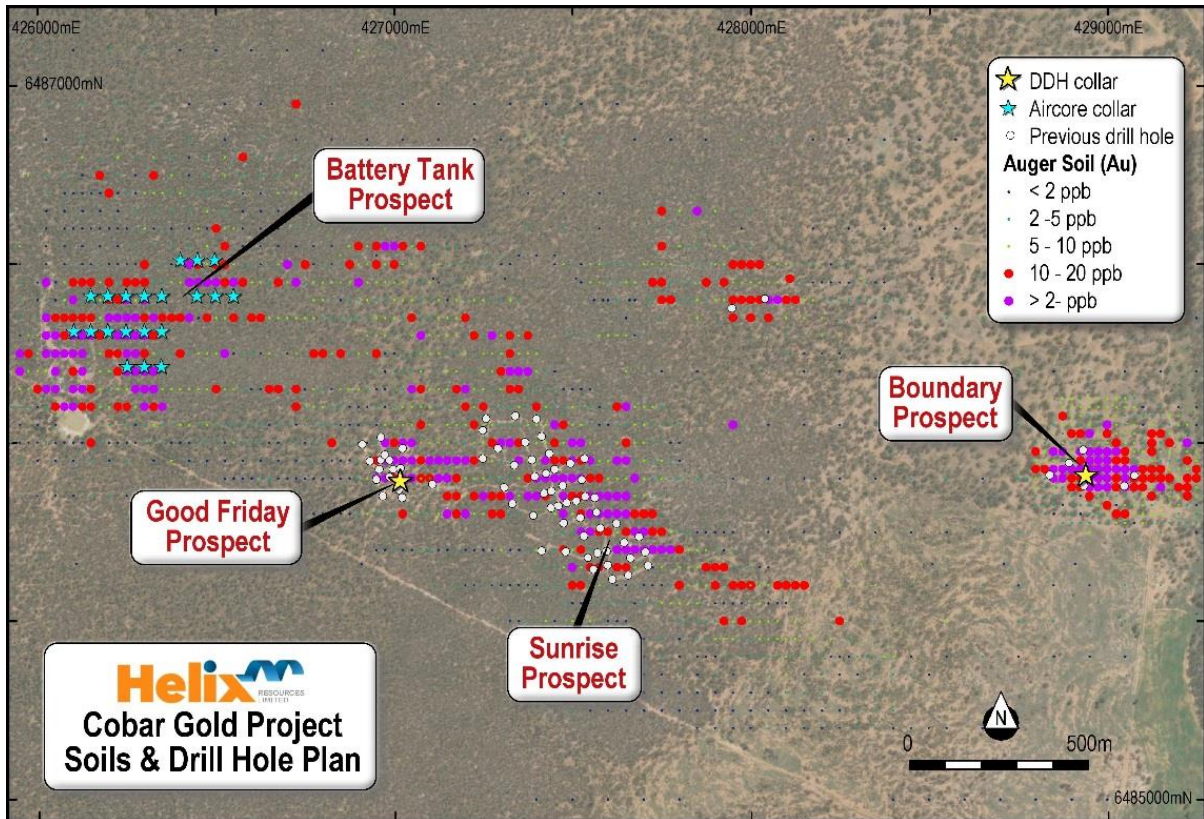 426000mE
427000mE
428000mE
429000mE
6487000mN
DDH collar
Aircore collar
Previous drill hole
Auger Soil (Au)
< 2 ppb
2 -5 ppb
5 - 10 ppb
10 - 20 ppb
> 2- ppb
Battery Tank
Prospect
Boundary
Prospect
Good Friday
Prospect
Sunrise
Prospect
Helix
RESOURCES
LIMITED
Cobar Gold Project
Soils & Drill Hole Plan
N
0
500m
6485000mN